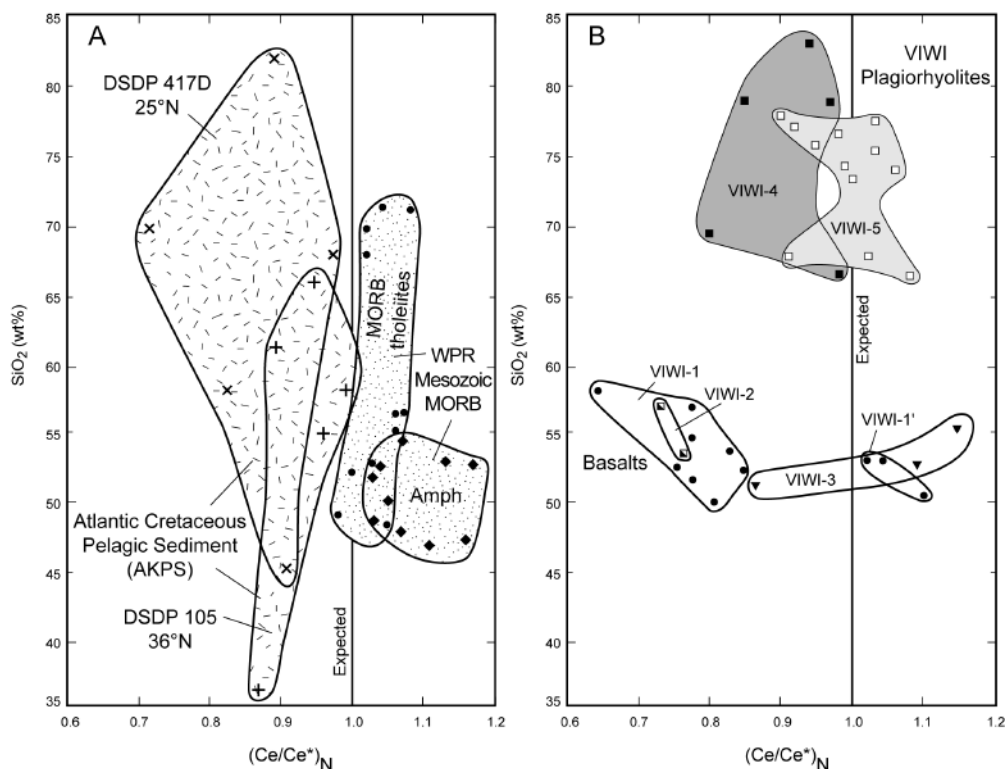 A
85
80
75
70
65
60
55
50
45
40
35
SiO2 (wt%)
0.6 0.7 0.8 0.9 1.0 1.1 1.2
(Ce/Ce*)N
DSDP 417D
25°N
MORB
tholeiites
WPR
Mesozoic
MORB
Amph
Atlantic Cretaceous
Pelagic Sediment
(AKPS)
DSDP 105
36°N
Expected
B
85
80
75
70
65
60
55
50
45
40
35
SiO2 (wt%)
0.6 0.7 0.8 0.9 1.0 1.1 1.2
(Ce/Ce*)N
VIWI
Plagiorhyolites
VIWI-4
VIWI-5
Expected
VIWI-1
VIWI-2
VIWI-1'
Basalts
VIWI-3